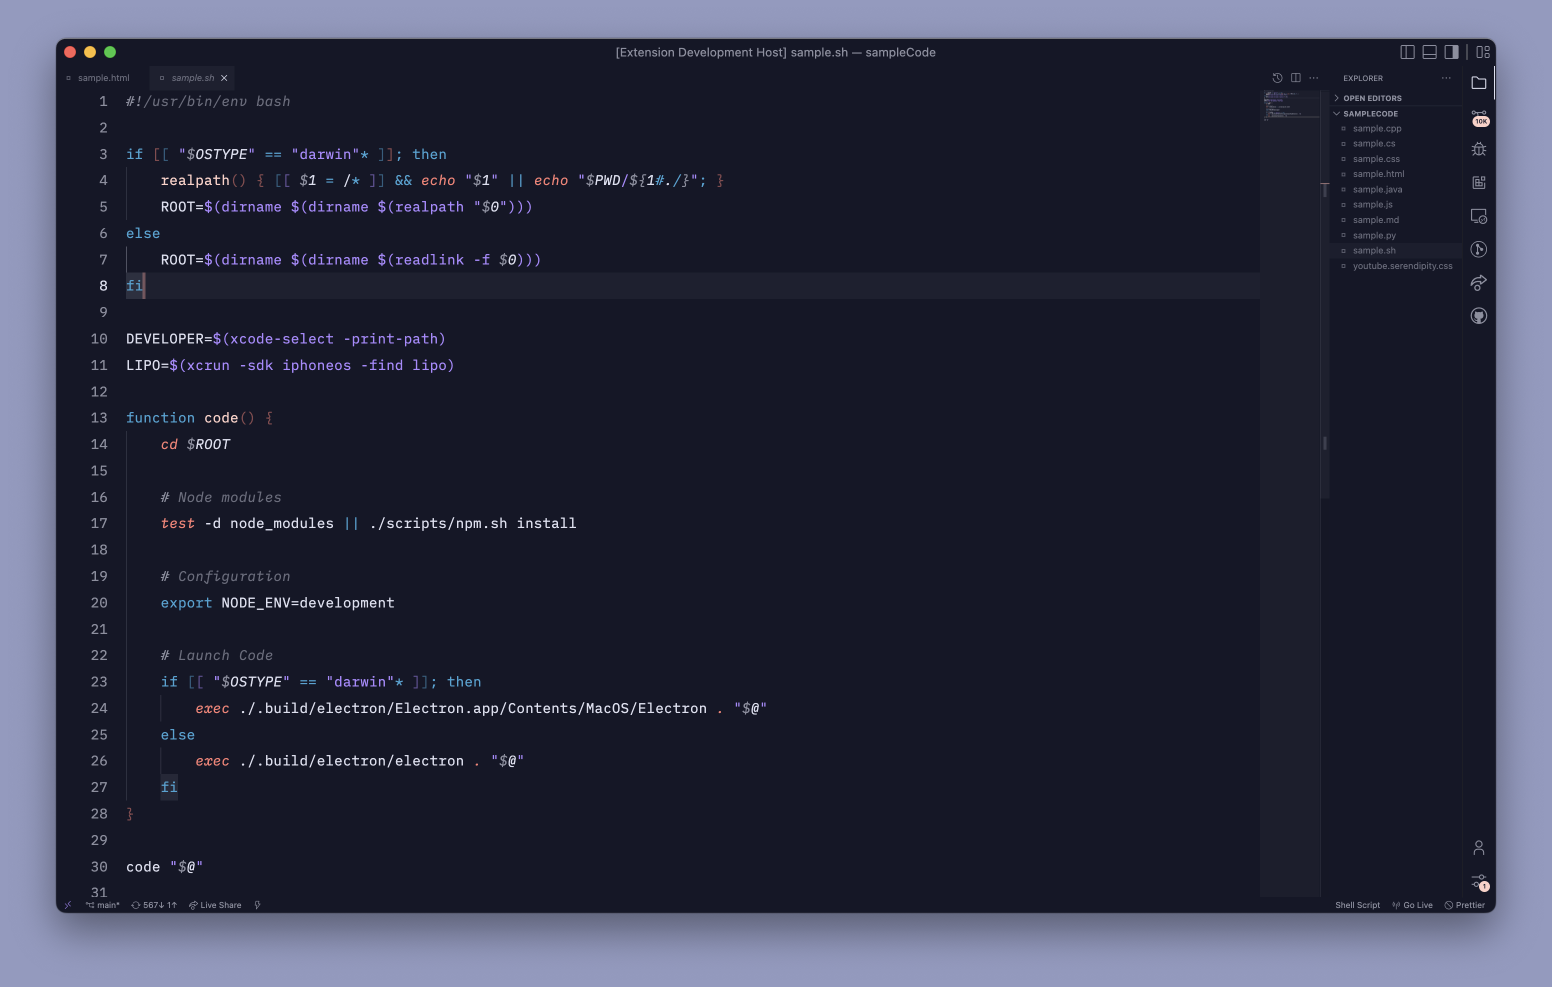 [Extension Development Host] sample.sh — sampleCode
sample.html
sample.sh
1 #!/usr/bin/env bash
2
3 if [[ "$OSTYPE" == "darwin"* ]]; then
4 realpath() { [[ $1 = /* ]] && echo "$1" || echo "$PWD/${1#./}"; }
5 ROOT=$(dirname $(dirname $(realpath "$0")))
6 else
7 ROOT=$(dirname $(dirname $(readlink -f $0)))
8 fi
9
10 DEVELOPER=$(xcode-select -print-path)
11 LIPO=$(xcrun -sdk iphoneos -find lipo)
12
13 function code() {
14 cd $ROOT
15
16 # Node modules
17 test -d node_modules || ./scripts/npm.sh install
18
19 # Configuration
20 export NODE_ENV=development
21
22 # Launch Code
23 if [[ "$OSTYPE" == "darwin"* ]]; then
24 exec ./.build/electron/Electron.app/Contents/MacOS/Electron . "$@"
25 else
26 exec ./.build/electron/electron . "$@"
27 fi
28 }
29
30 code "$@"
31
EXPLORER
OPEN EDITORS
SAMPLECODE
sample.cpp
sample.cs
sample.css
sample.html
sample.java
sample.js
sample.md
sample.py
sample.sh
youtube.serendipity.css
10K
1
main*
567↓ 1↑
Live Share
Shell Script
Go Live
Prettier